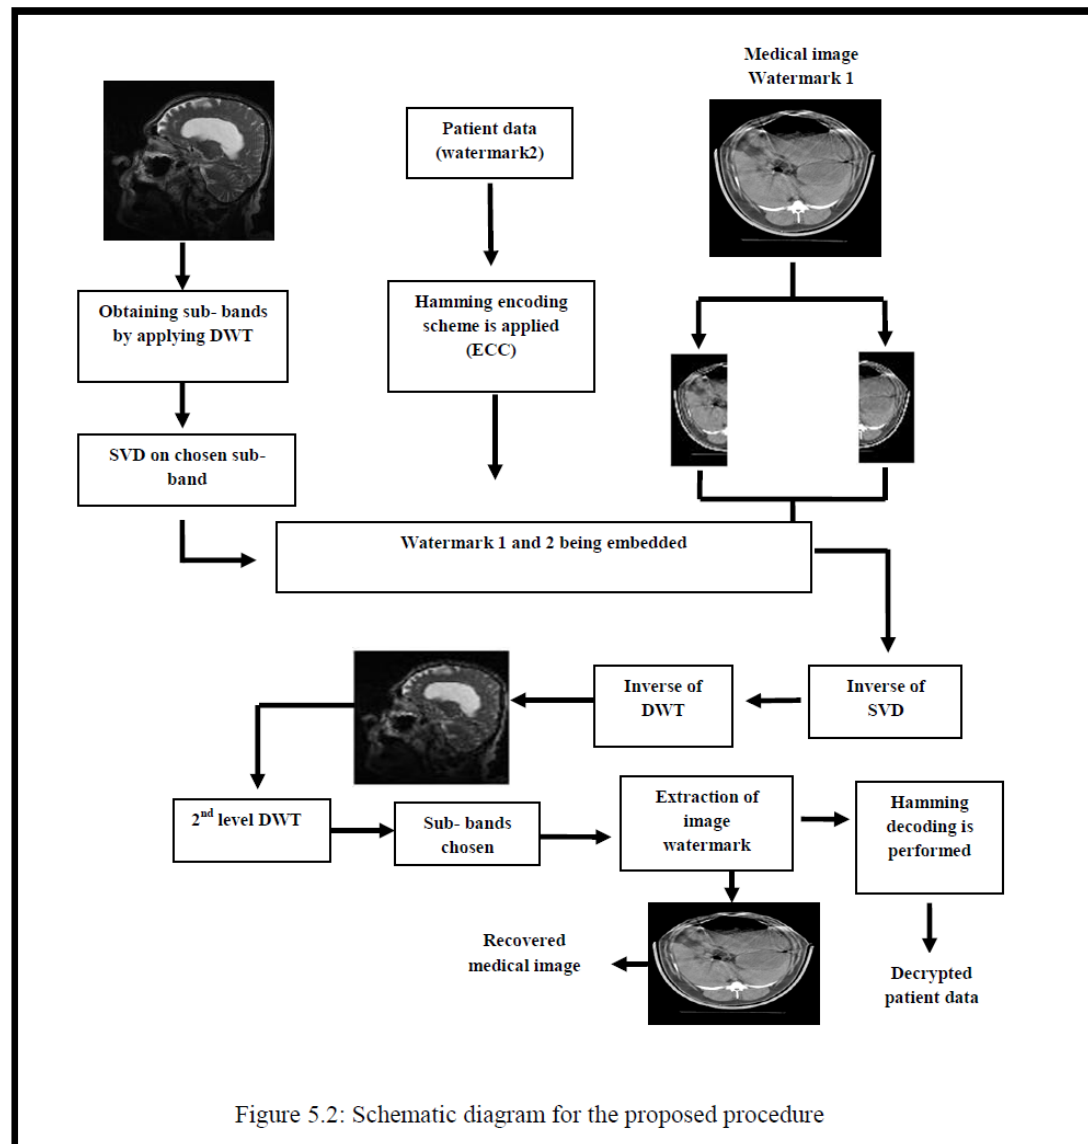 Medical image
Watermark 1
Patient data
(watermark2)
Obtaining sub- bands
by applying DWT
Hamming encoding
scheme is applied
(ECC)
SVD on chosen sub-
band
Watermark 1 and 2 being embedded
Inverse of
DWT
Inverse of
SVD
2nd level DWT
Sub- bands
chosen
Extraction of
image
watermark
Hamming
decoding is
performed
Recovered
medical image
Decrypted
patient data
Figure 5.2: Schematic diagram for the proposed procedure